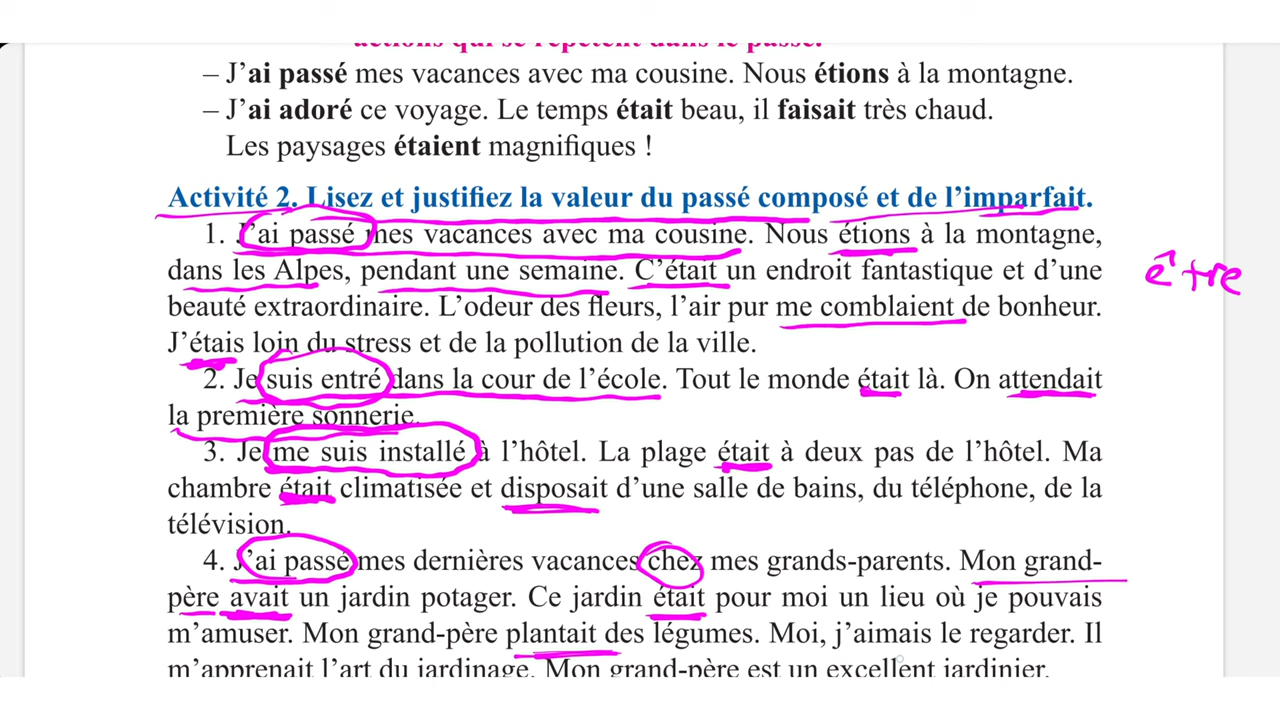 actions qui se répètent dans le passé.
– J’ai passé mes vacances avec ma cousine. Nous étions à la montagne.
– J’ai adoré ce voyage. Le temps était beau, il faisait très chaud.
Les paysages étaient magnifiques !
Activité 2. Lisez et justifiez la valeur du passé composé et de l’imparfait.
1. J’ai passé mes vacances avec ma cousine. Nous étions à la montagne,
dans les Alpes, pendant une semaine. C’était un endroit fantastique et d’une
être
beauté extraordinaire. L’odeur des fleurs, l’air pur me comblaient de bonheur.
J’étais loin du stress et de la pollution de la ville.
2. Je suis entré dans la cour de l’école. Tout le monde était là. On attendait
la première sonnerie.
3. Je me suis installé à l’hôtel. La plage était à deux pas de l’hôtel. Ma
chambre était climatisée et disposait d’une salle de bains, du téléphone, de la
télévision.
4. J’ai passé mes dernières vacances chez mes grands-parents. Mon grand-
père avait un jardin potager. Ce jardin était pour moi un lieu où je pouvais
m’amuser. Mon grand-père plantait des légumes. Moi, j’aimais le regarder. Il
m’apprenait l’art du jardinage. Mon grand-père est un excellent jardinier.